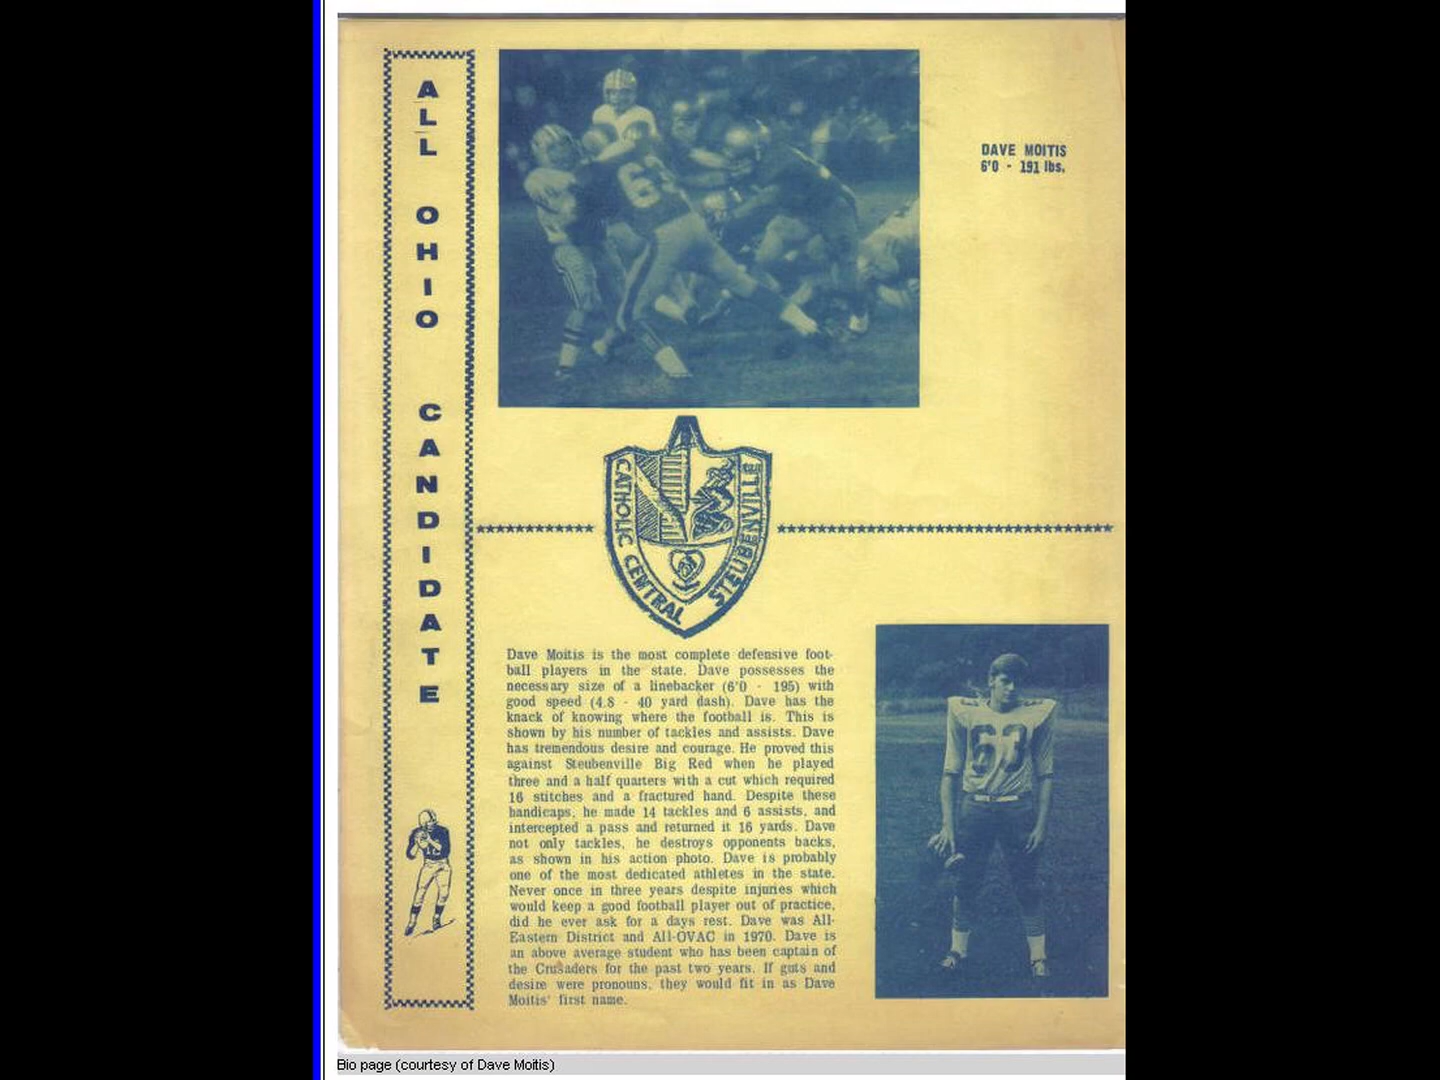 ALL OHIO CANDIDATE
DAVE MOITIS
6'0 - 191 lbs.
63
CATHOLIC CENTRAL STEUBENVILLE
Dave Moitis is the most complete defensive foot-
ball players in the state. Dave possesses the
necessary size of a linebacker (6'0 - 195) with
good speed (4.8 - 40 yard dash). Dave has the
knack of knowing where the football is. This is
shown by his number of tackles and assists. Dave
has tremendous desire and courage. He proved this
against Steubenville Big Red when he played
three and a half quarters with a cut which required
16 stitches and a fractured hand. Despite these
handicaps, he made 14 tackles and 6 assists, and
intercepted a pass and returned it 16 yards. Dave
not only tackles, he destroys opponents backs,
as shown in his action photo. Dave is probably
one of the most dedicated athletes in the state.
Never once in three years despite injuries which
would keep a good football player out of practice,
did he ever ask for a days rest. Dave was All-
Eastern District and All-OVAC in 1970. Dave is
an above average student who has been captain of
the Crusaders for the past two years. If guts and
desire were pronouns, they would fit in as Dave
Moitis' first name.
Bio page (courtesy of Dave Moitis)